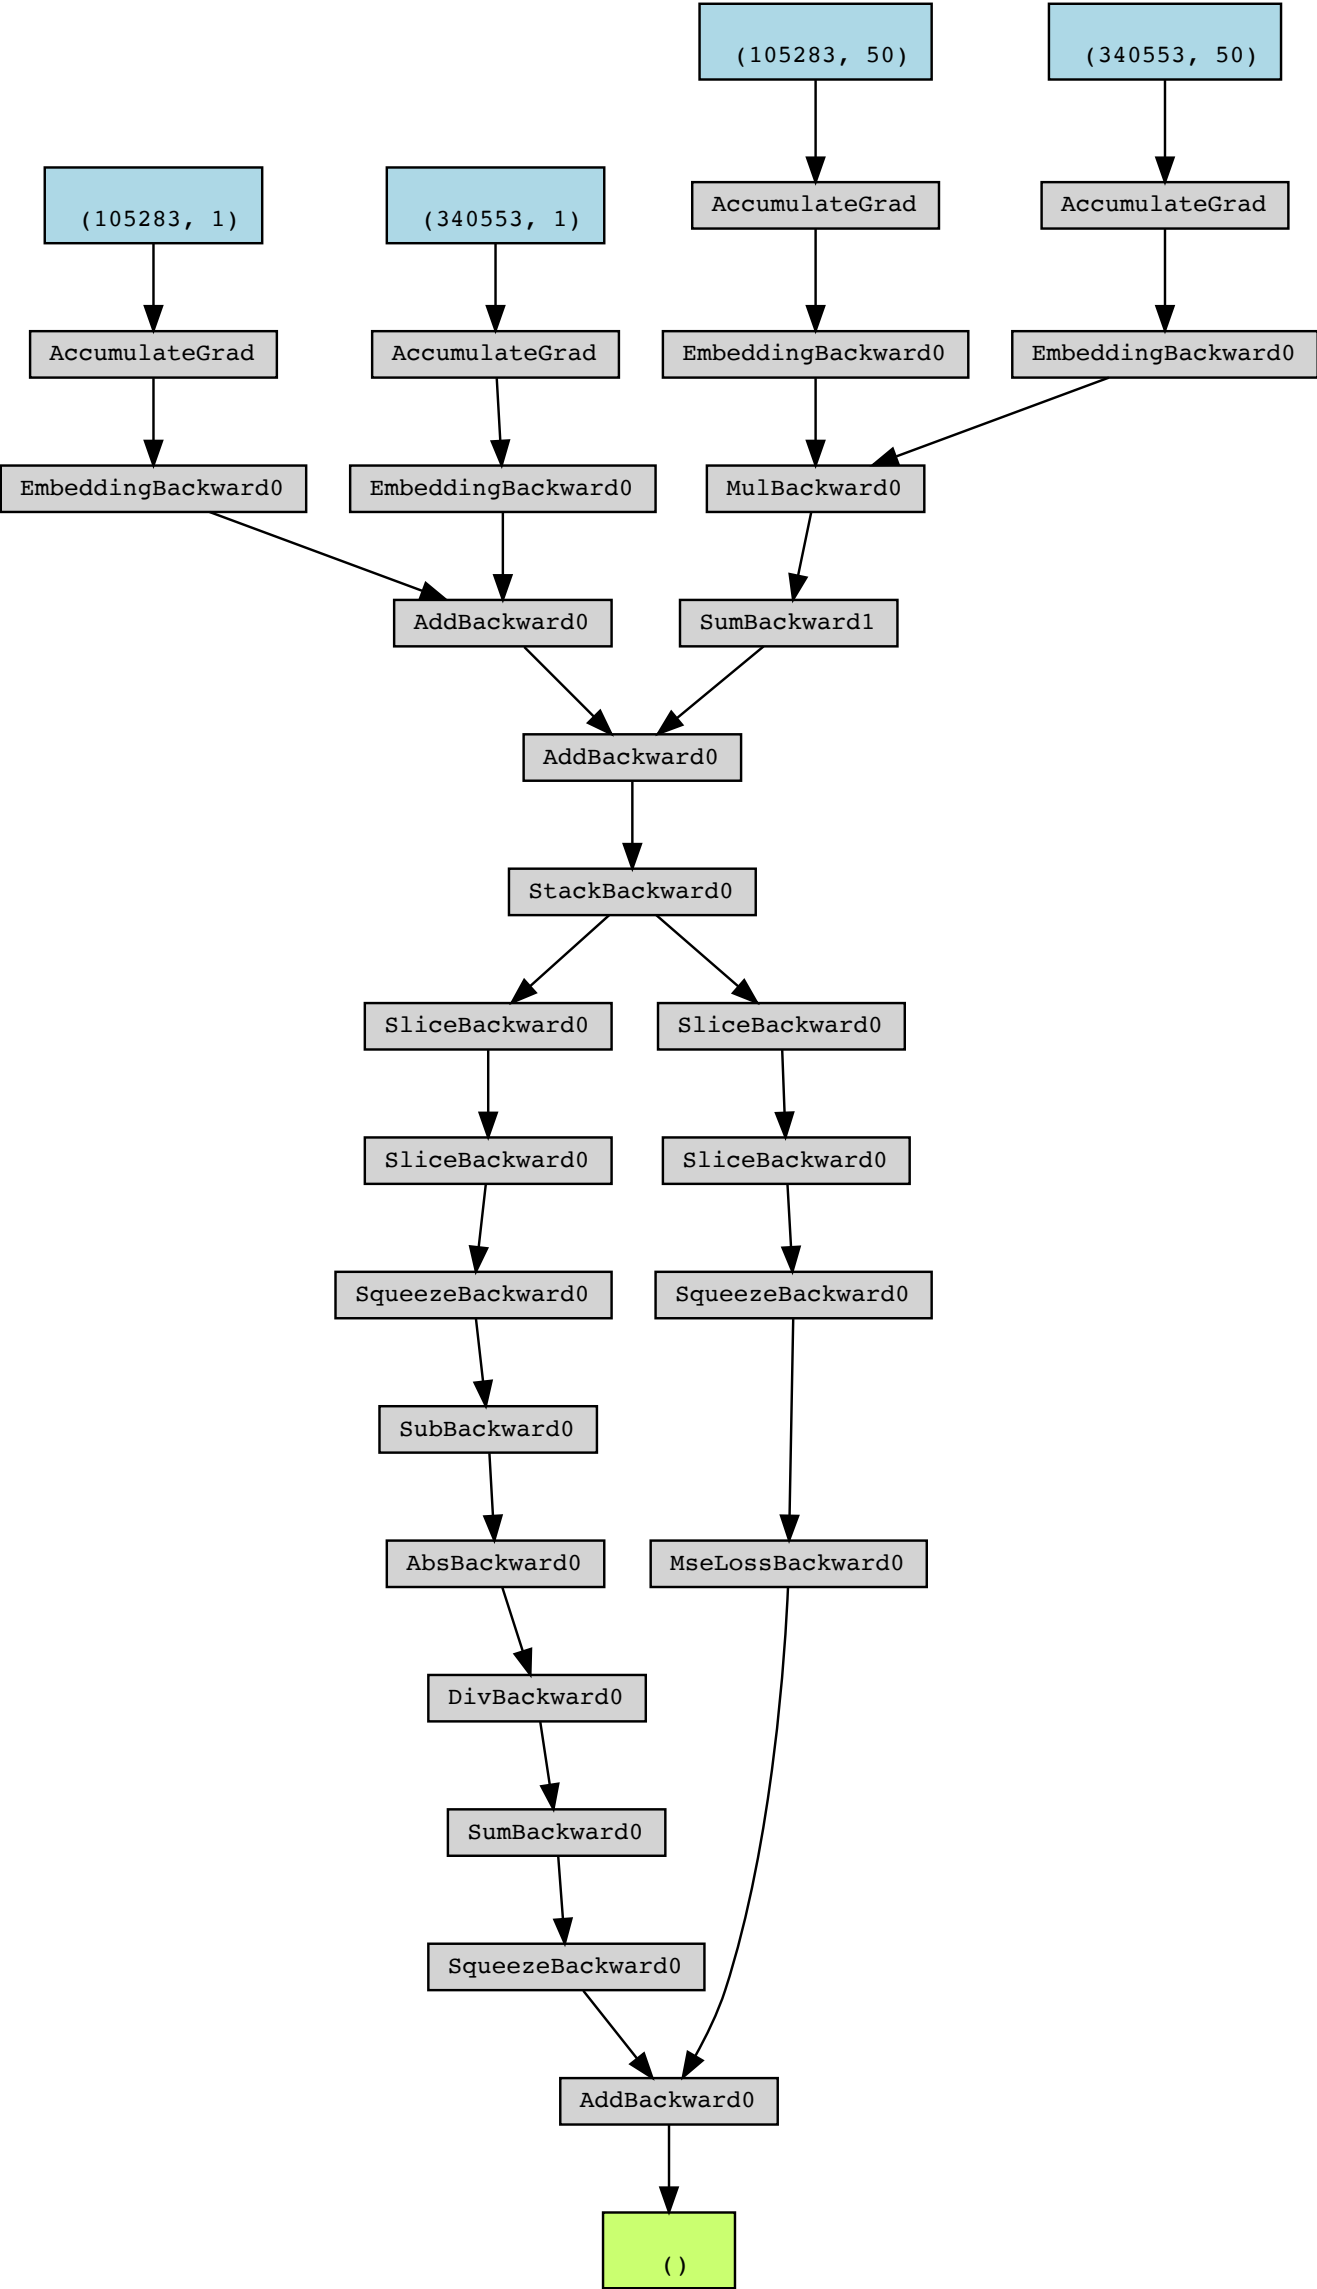 (105283, 50)
(340553, 50)
(105283, 1)
(340553, 1)
AccumulateGrad
AccumulateGrad
AccumulateGrad
AccumulateGrad
EmbeddingBackward0
EmbeddingBackward0
EmbeddingBackward0
EmbeddingBackward0
MulBackward0
AddBackward0
SumBackward1
AddBackward0
StackBackward0
SliceBackward0
SliceBackward0
SliceBackward0
SliceBackward0
SqueezeBackward0
SqueezeBackward0
SubBackward0
AbsBackward0
MseLossBackward0
DivBackward0
SumBackward0
SqueezeBackward0
AddBackward0
()